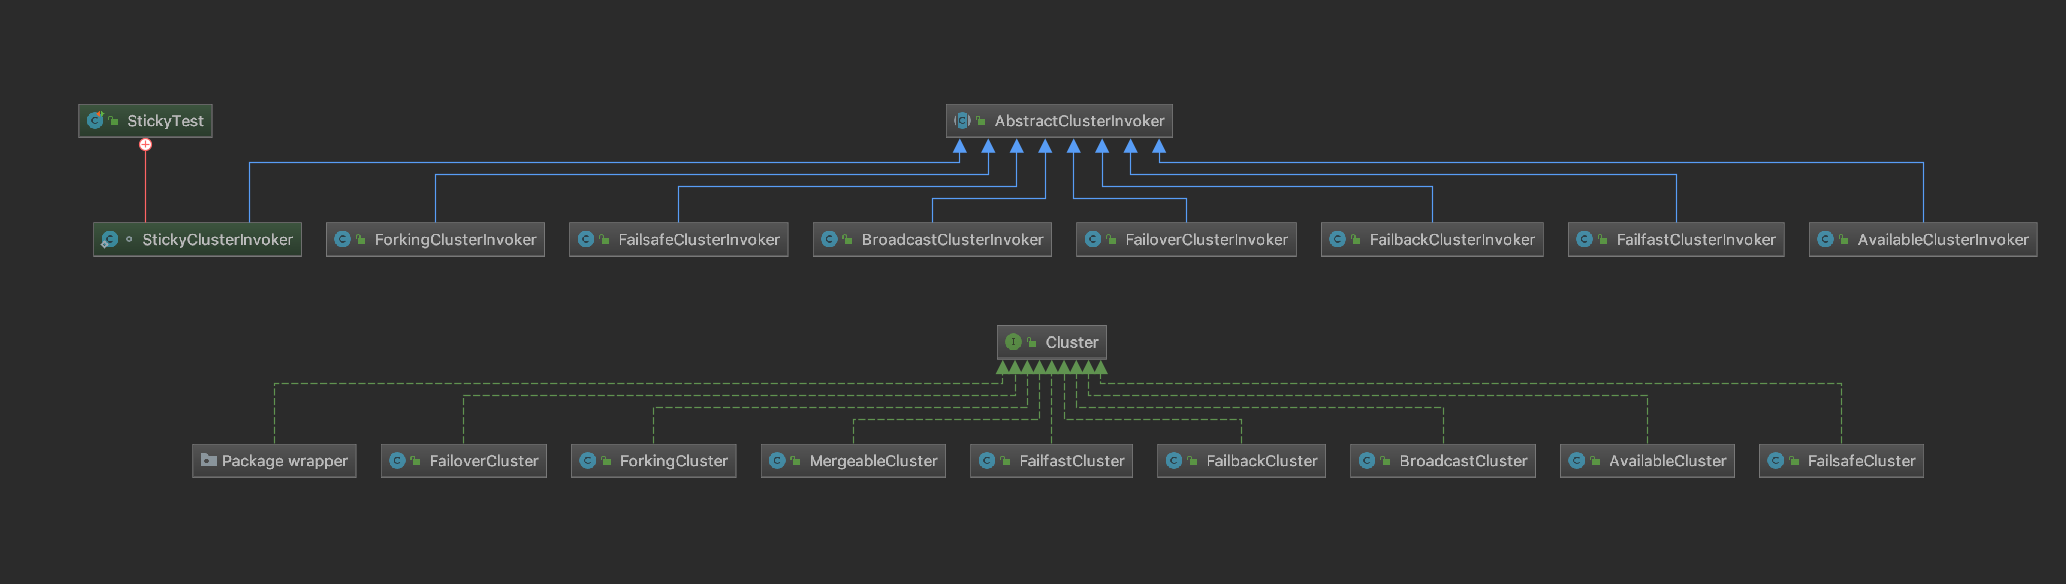 StickyTest
AbstractClusterInvoker
StickyClusterInvoker
ForkingClusterInvoker
FailsafeClusterInvoker
BroadcastClusterInvoker
FailoverClusterInvoker
FailbackClusterInvoker
FailfastClusterInvoker
AvailableClusterInvoker
Cluster
Package wrapper
FailoverCluster
ForkingCluster
MergeableCluster
FailfastCluster
FailbackCluster
BroadcastCluster
AvailableCluster
FailsafeCluster